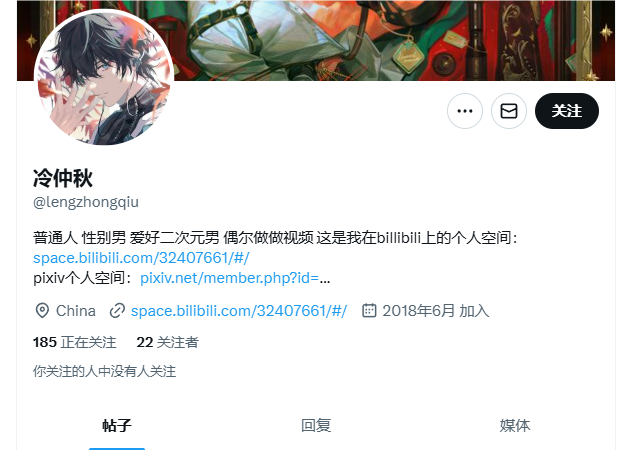 关注
冷仲秋
@lengzhongqiu
普通人 性别男 爱好二次元男 偶尔做做视频 这是我在billibili上的个人空间：
space.bilibili.com/32407661/#/
pixiv个人空间：pixiv.net/member.php?id=...
China space.bilibili.com/32407661/#/ 2018年6月 加入
185 正在关注 22 关注者
你关注的人中没有人关注
帖子 回复 媒体